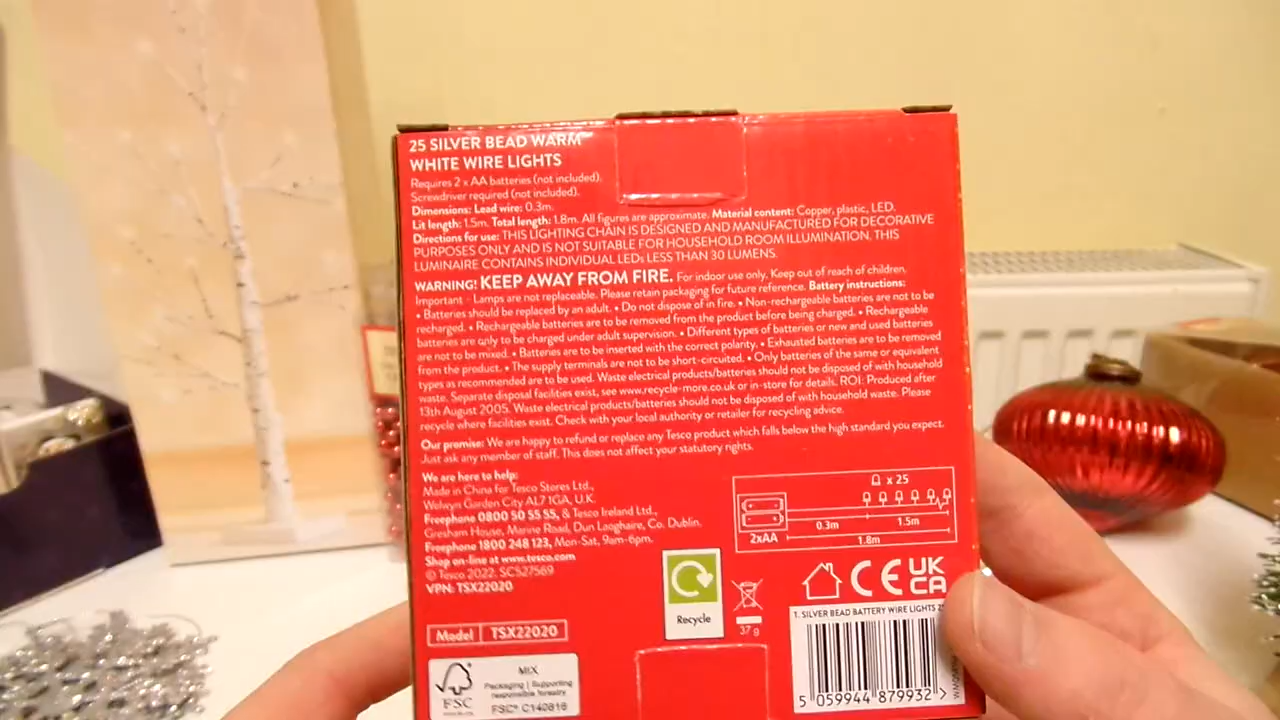 25 SILVER BEAD WARM
WHITE WIRE LIGHTS
Requires 2 x AA batteries (not included).
Screwdriver required (not included).
Dimensions: Lead wire: 0.3m.
Lit length: 1.5m. Total length: 1.8m. All figures are approximate. Material content: Copper, plastic, LED.
Directions for use: THIS LIGHTING CHAIN IS DESIGNED AND MANUFACTURED FOR DECORATIVE
PURPOSES ONLY AND IS NOT SUITABLE FOR HOUSEHOLD ROOM ILLUMINATION. THIS
LUMINAIRE CONTAINS INDIVIDUAL LEDs LESS THAN 30 LUMENS.
WARNING! KEEP AWAY FROM FIRE. For indoor use only. Keep out of reach of children.
Important - Lamps are not replaceable. Please retain packaging for future reference. Battery instructions:
• Batteries should be replaced by an adult. • Do not dispose of in fire. • Non-rechargeable batteries are not to be
recharged. • Rechargeable batteries are to be removed from the product before being charged. • Rechargeable
batteries are only to be charged under adult supervision. • Different types of batteries or new and used batteries
are not to be mixed. • Batteries are to be inserted with the correct polarity. • Exhausted batteries are to be removed
from the product. • The supply terminals are not to be short-circuited. • Only batteries of the same or equivalent
types as recommended are to be used. Waste electrical products/batteries should not be disposed of with household
waste. Separate disposal facilities exist, see www.recycle-more.co.uk or in-store for details. ROI: Produced after
13th August 2005. Waste electrical products/batteries should not be disposed of with household waste. Please
recycle where facilities exist. Check with your local authority or retailer for recycling advice.
Our promise: We are happy to refund or replace any Tesco product which falls below the high standard you expect.
Just ask any member of staff. This does not affect your statutory rights.
We are here to help:
Made in China for Tesco Stores Ltd.,
Welwyn Garden City AL7 1GA, U.K.
Freephone 0800 50 55 55, & Tesco Ireland Ltd.,
Gresham House, Marine Road, Dun Laoghaire, Co. Dublin.
Freephone 1800 248 123, Mon-Sat, 9am-6pm.
Shop on-line at www.tesco.com
© Tesco 2022. SC527569
VPN: TSX22020
Model TSX22020
FSC
MIX
Packaging | Supporting
responsible forestry
FSC® C140816
x 25
0.3m
1.5m
2xAA
1.8m
Recycle
37g
CE UK
CA
1. SILVER BEAD BATTERY WIRE LIGHTS
5 059944 879932 >